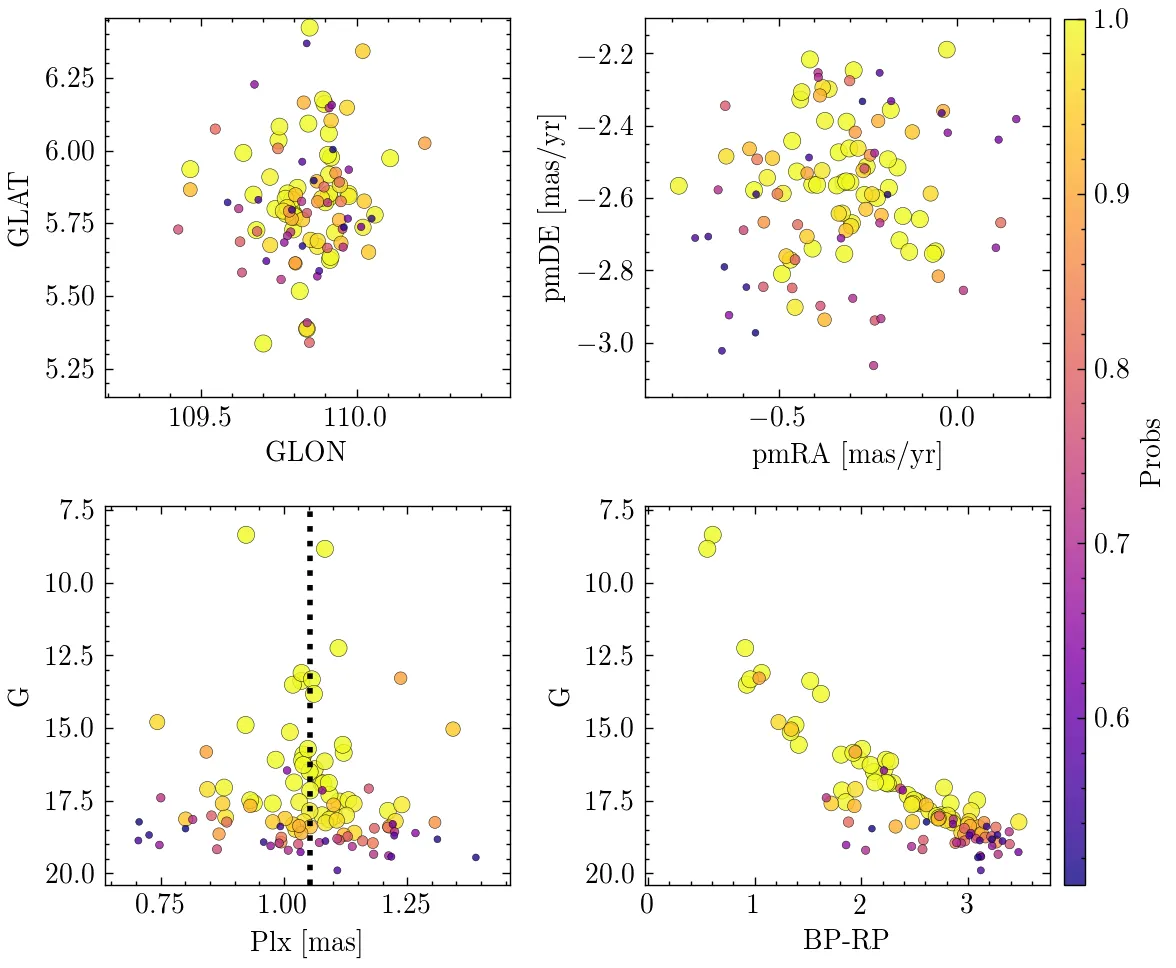 6.25
6.00
5.75
5.50
5.25
GLAT
109.5 110.0
GLON
−2.2
−2.4
−2.6
−2.8
−3.0
pmDE [mas/yr]
−0.5 0.0
pmRA [mas/yr]
1.0
0.9
0.8
0.7
0.6
Probs
7.5
10.0
12.5
15.0
17.5
20.0
G
0.75 1.00 1.25
Plx [mas]
7.5
10.0
12.5
15.0
17.5
20.0
G
0 1 2 3
BP-RP